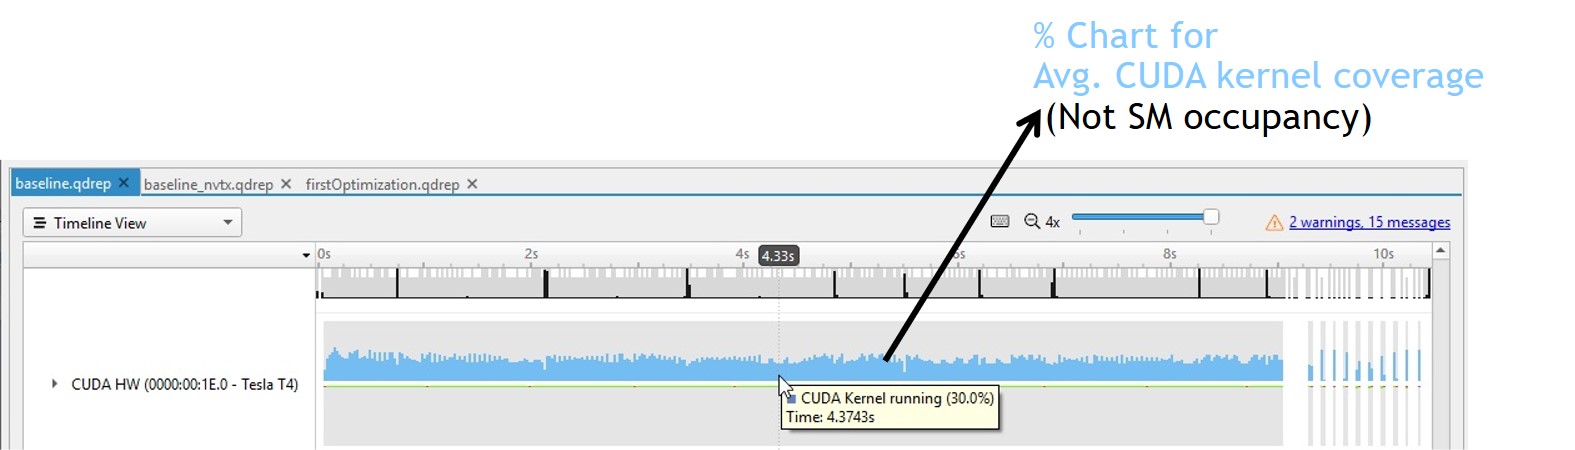 % Chart for
Avg. CUDA kernel coverage
(Not SM occupancy)
baseline.qdrep ✕ baseline_nvtx.qdrep ✕ firstOptimization.qdrep ✕
Timeline View
4x
2 warnings, 15 messages
0s 2s 4s 4.33s 6s 8s 10s
CUDA HW (0000:00:1E.0 - Tesla T4)
CUDA Kernel running (30.0%)
Time: 4.3743s